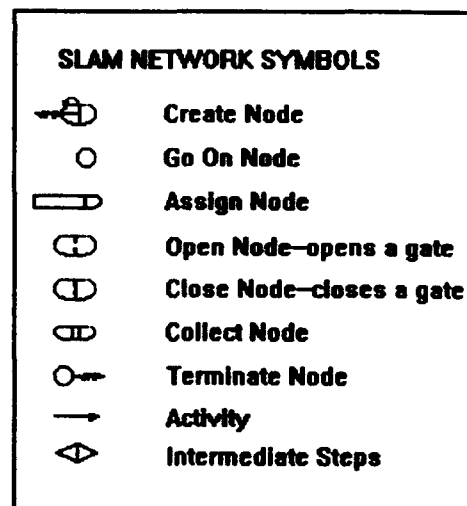 SLAM NETWORK SYMBOLS
Create Node
Go On Node
Assign Node
Open Node—opens a gate
Close Node—closes a gate
Collect Node
Terminate Node
Activity
Intermediate Steps